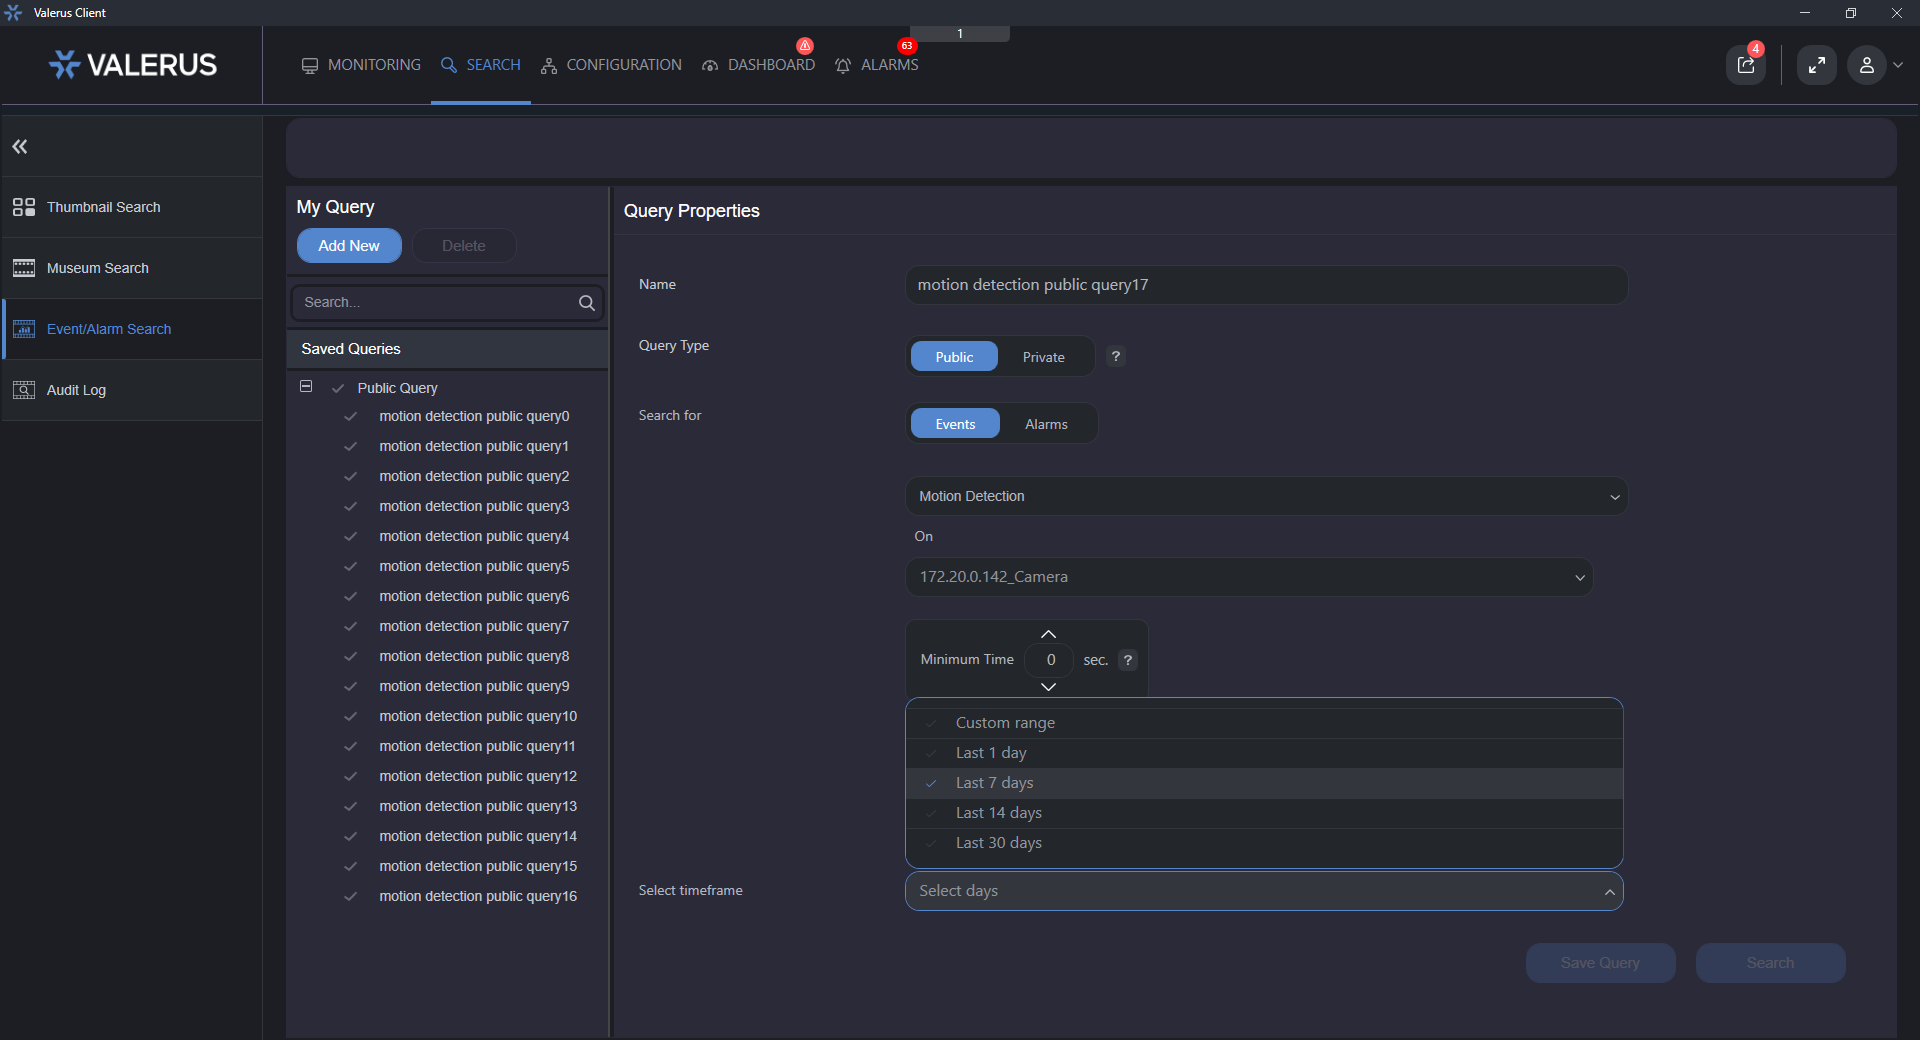 Valerus Client
1
VALERUS
MONITORING
SEARCH
CONFIGURATION
DASHBOARD
63
ALARMS
4
Thumbnail Search
Museum Search
Event/Alarm Search
Audit Log
My Query
Add New
Delete
Search...
Saved Queries
Public Query
motion detection public query0
motion detection public query1
motion detection public query2
motion detection public query3
motion detection public query4
motion detection public query5
motion detection public query6
motion detection public query7
motion detection public query8
motion detection public query9
motion detection public query10
motion detection public query11
motion detection public query12
motion detection public query13
motion detection public query14
motion detection public query15
motion detection public query16
Query Properties
Name
motion detection public query17
Query Type
Public
Private
?
Search for
Events
Alarms
Motion Detection
On
172.20.0.142_Camera
Minimum Time 0 sec. ?
Custom range
Last 1 day
Last 7 days
Last 14 days
Last 30 days
Select timeframe
Select days
Save Query
Search